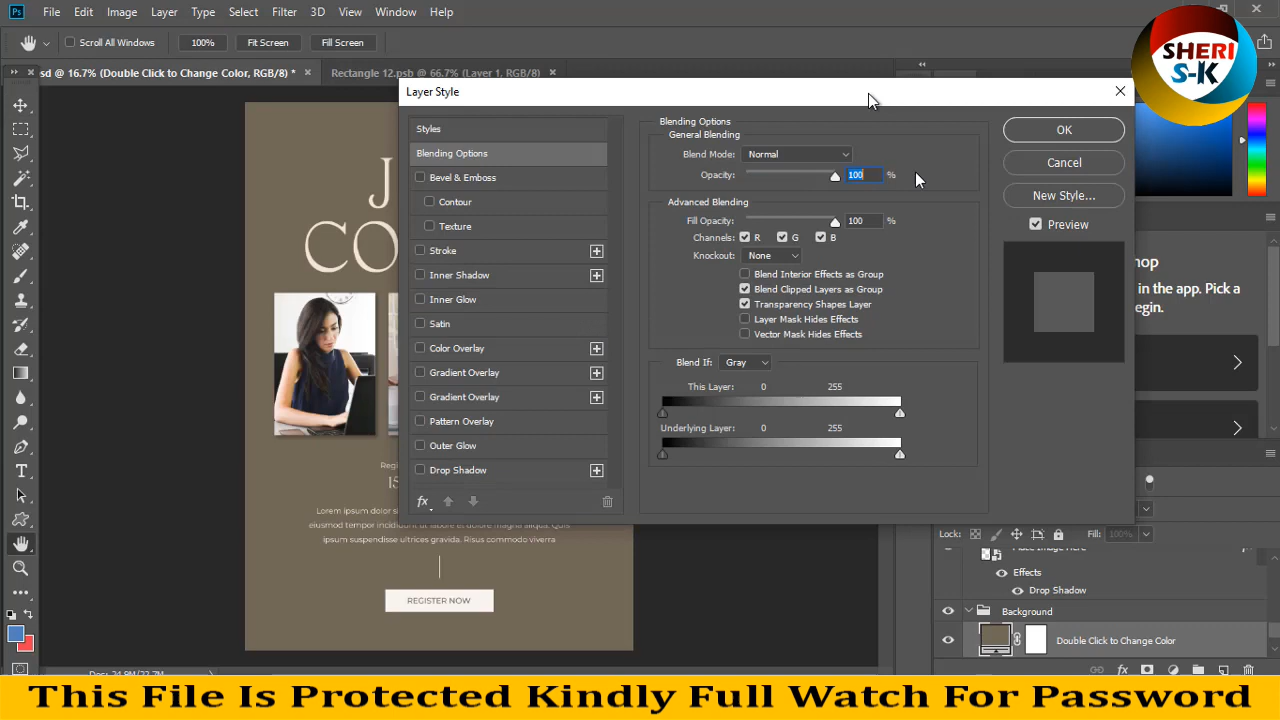 Ps File Edit Image Layer Type Select Filter 3D View Window Help
Scroll All Windows 100% Fit Screen Fill Screen
sd @ 16.7% (Double Click to Change Color, RGB/8) * Rectangle 12.psb @ 66.7% (Layer 1, RGB/8)
SHERI
S-K
Layer Style
Styles
Blending Options
Bevel & Emboss
Contour
Texture
Stroke
Inner Shadow
Inner Glow
Satin
Color Overlay
Gradient Overlay
Gradient Overlay
Pattern Overlay
Outer Glow
Drop Shadow
fx
Blending Options
General Blending
Blend Mode: Normal
Opacity: 100 %
Advanced Blending
Fill Opacity: 100 %
Channels: R G B
Knockout: None
Blend Interior Effects as Group
Blend Clipped Layers as Group
Transparency Shapes Layer
Layer Mask Hides Effects
Vector Mask Hides Effects
Blend If: Gray
This Layer: 0 255
Underlying Layer: 0 255
OK
Cancel
New Style...
Preview
hop
in the app. Pick a
egin.
J
CO
Regi
15
Lorem ipsum dolor si
eiusmod tempor incididunt ut labore et dolore magna aliqua. Quis
ipsum suspendisse ultrices gravida. Risus commodo viverra
REGISTER NOW
Lock: Fill: 100%
Place Image Here
Effects
Drop Shadow
Background
Double Click to Change Color
fx
This File Is Protected Kindly Full Watch For Password